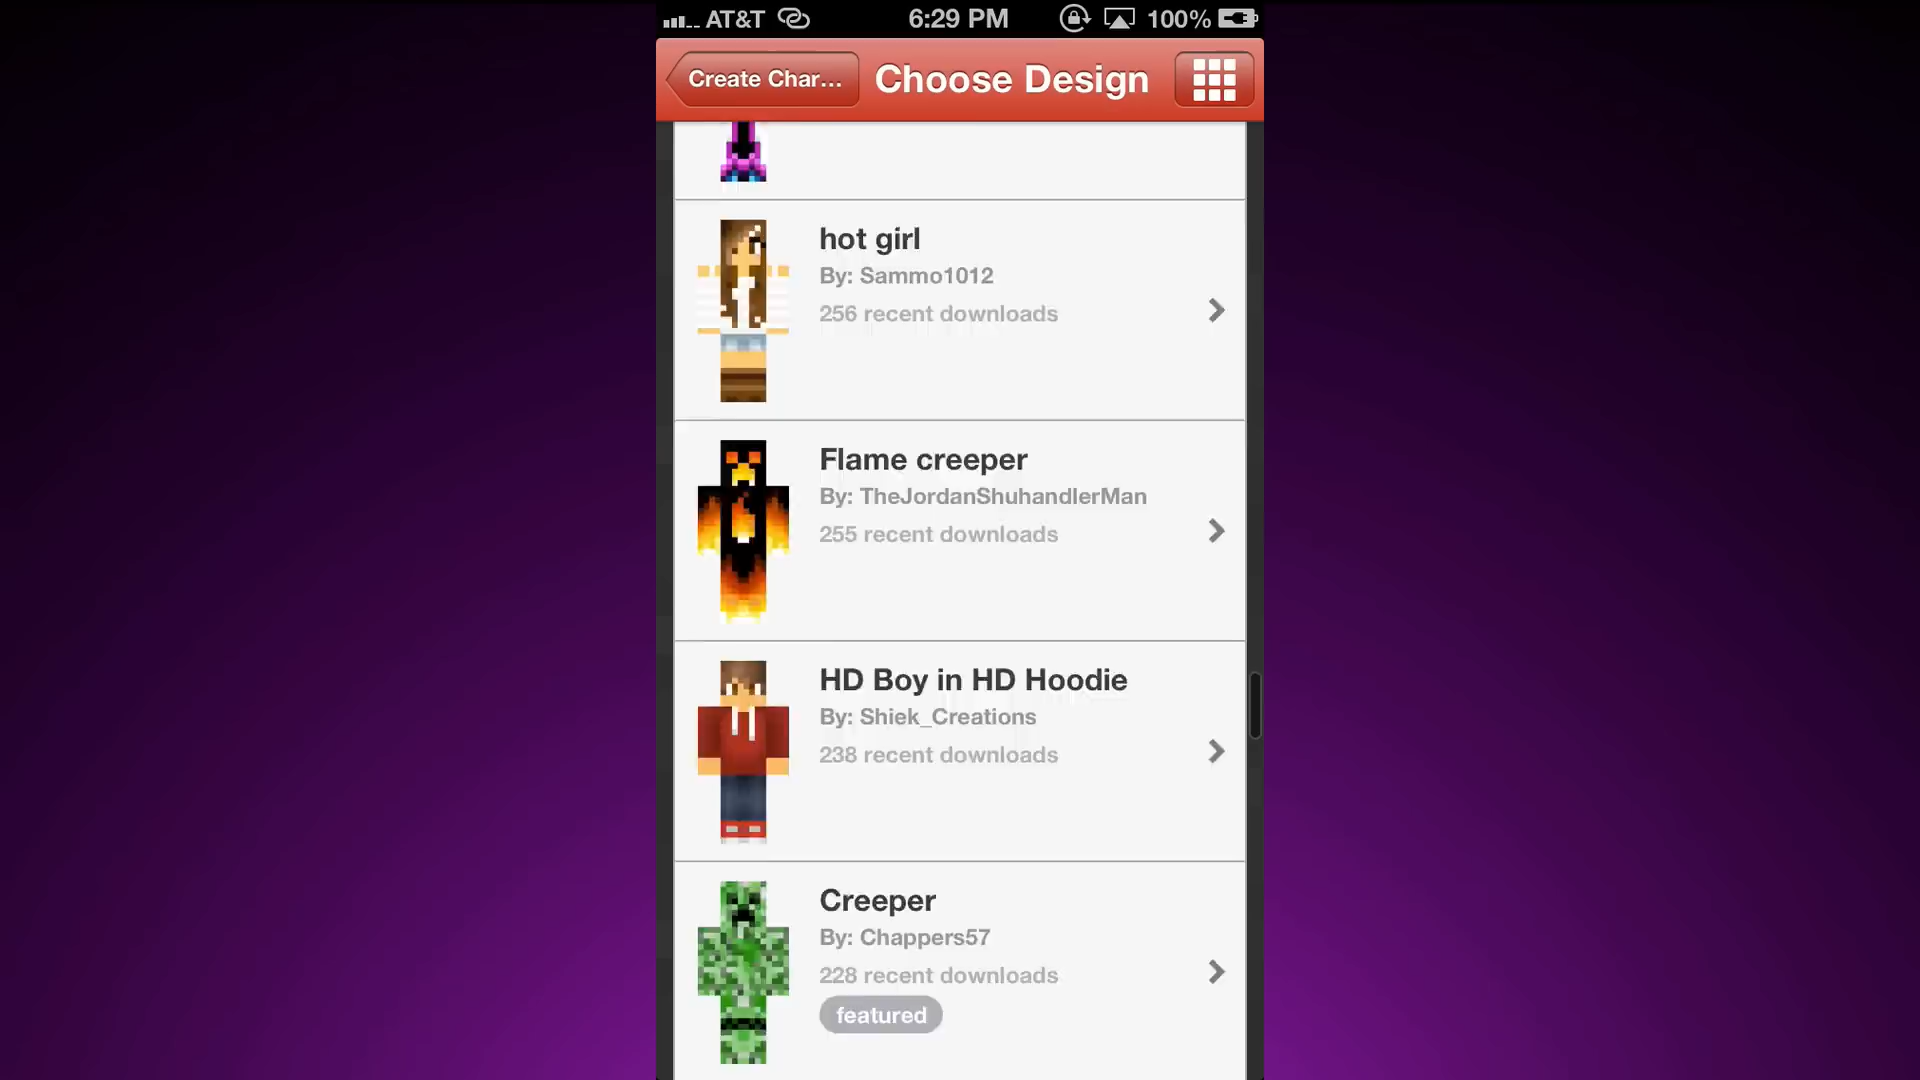 AT&T 6:29 PM 100%
Create Char... Choose Design
hot girl
By: Sammo1012
256 recent downloads
Flame creeper
By: TheJordanShuhandlerMan
255 recent downloads
HD Boy in HD Hoodie
By: Shiek_Creations
238 recent downloads
Creeper
By: Chappers57
228 recent downloads
featured